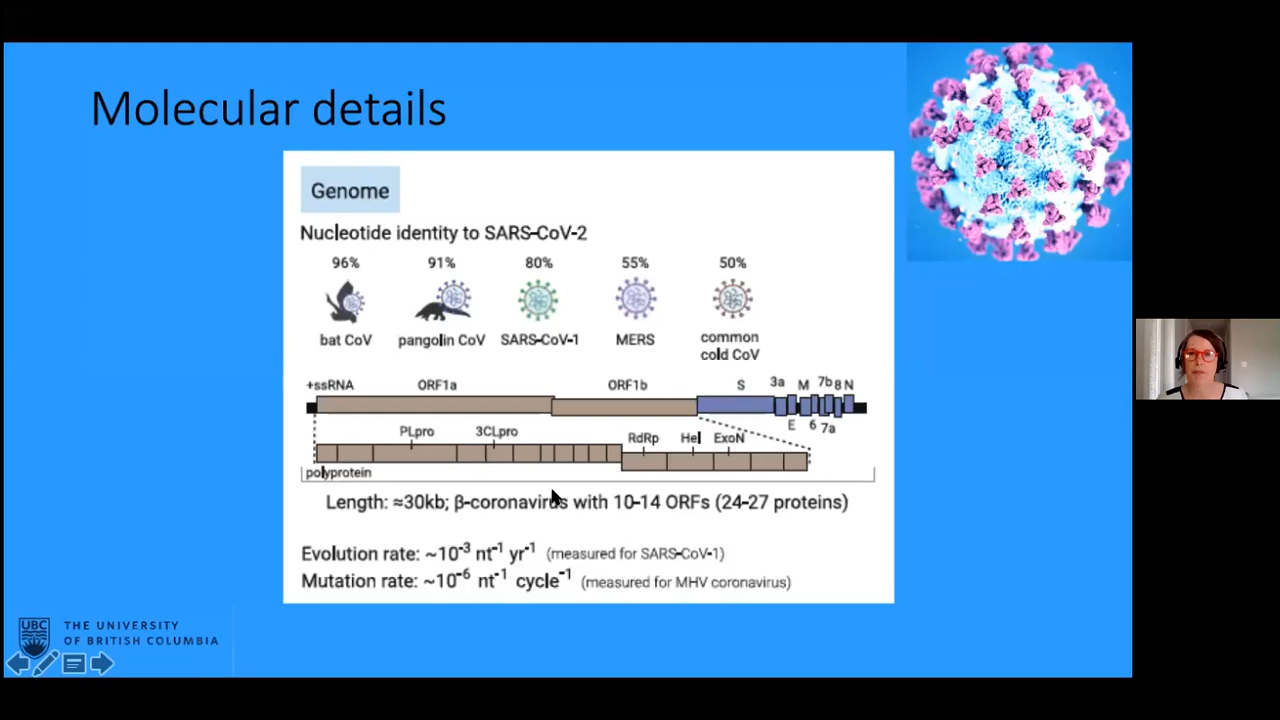 Molecular details
Genome
Nucleotide identity to SARS-CoV-2
96% 91% 80% 55% 50%
bat CoV pangolin CoV SARS-CoV-1 MERS common
cold CoV
+ssRNA ORF1a ORF1b S 3a M 7b 8 N
E 6 7a
PLpro 3CLpro RdRp Hel ExoN
polyprotein
Length: ≈30kb; β-coronavirus with 10-14 ORFs (24-27 proteins)
Evolution rate: ~10⁻³ nt⁻¹ yr⁻¹ (measured for SARS-CoV-1)
Mutation rate: ~10⁻⁶ nt⁻¹ cycle⁻¹ (measured for MHV coronavirus)
UBC THE UNIVERSITY
OF BRITISH COLUMBIA